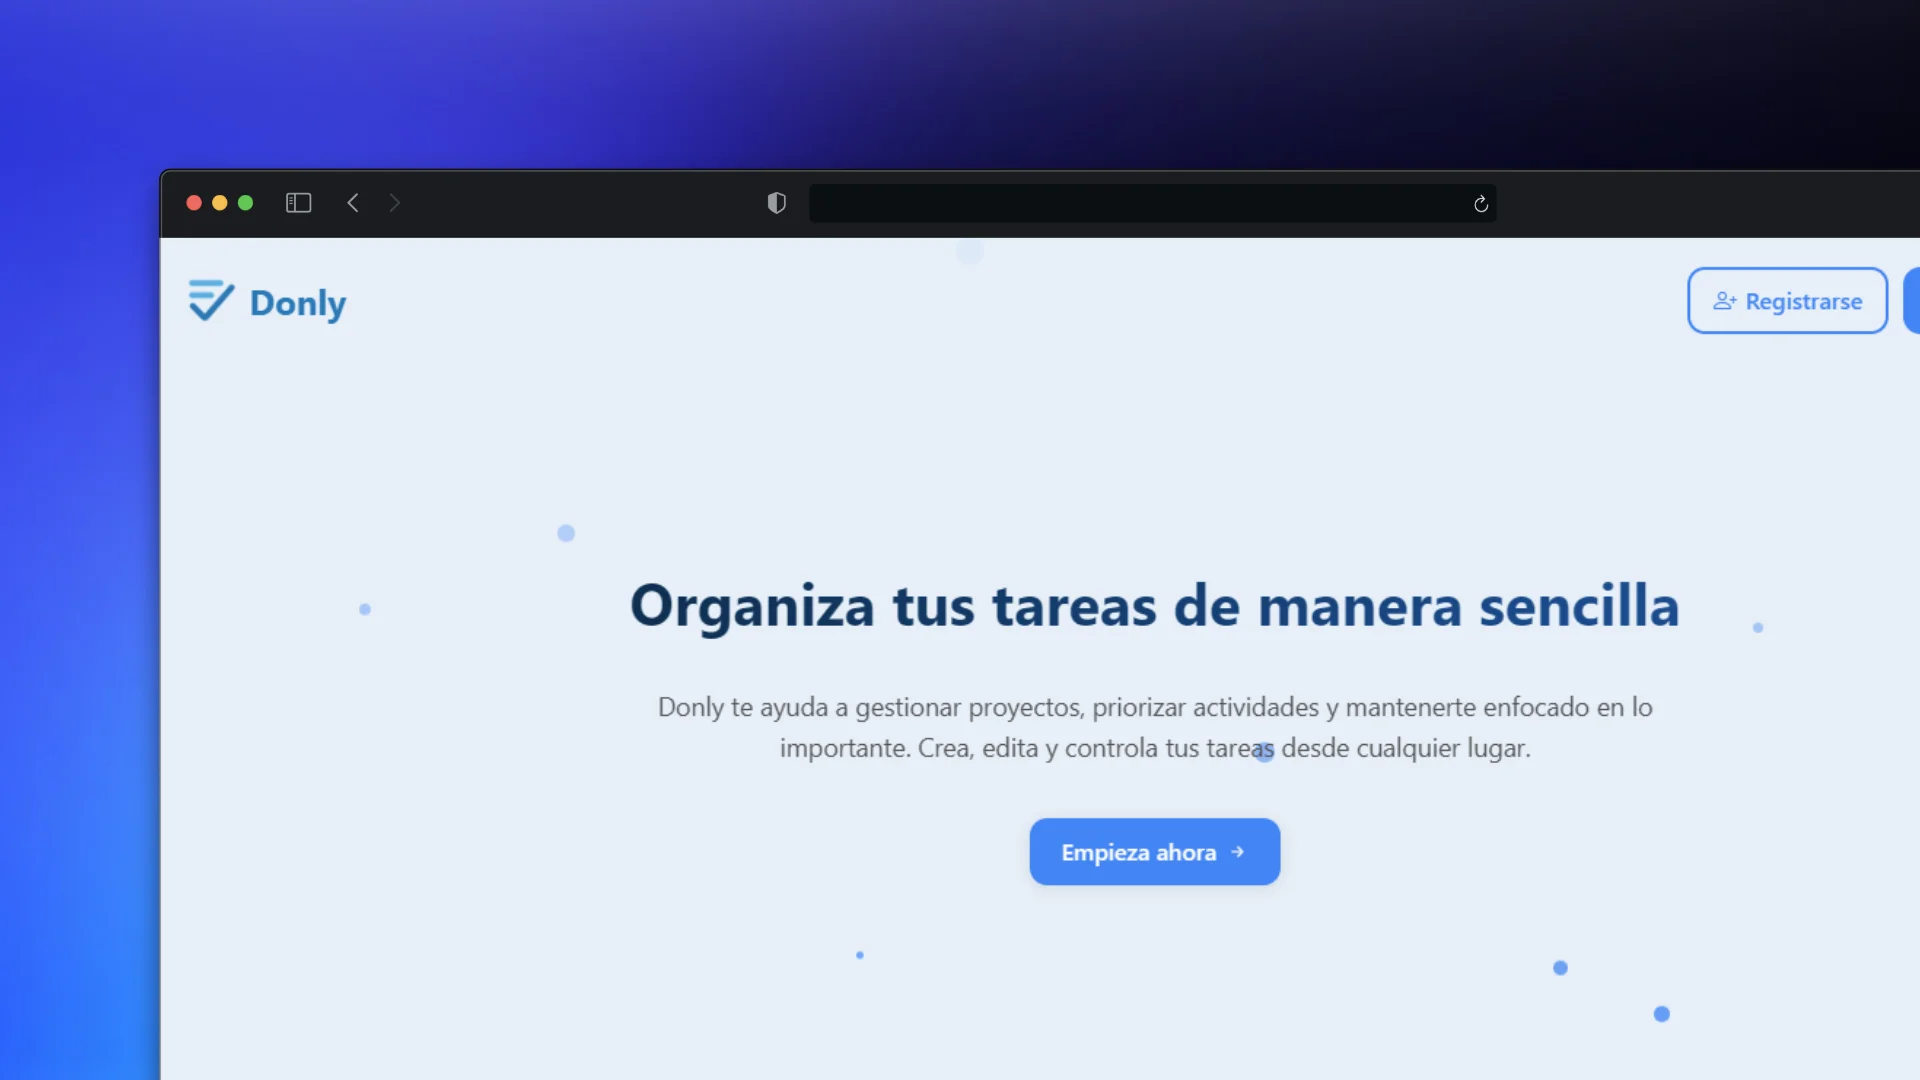 Donly
Registrarse
Organiza tus tareas de manera sencilla
Donly te ayuda a gestionar proyectos, priorizar actividades y mantenerte enfocado en lo
importante. Crea, edita y controla tus tareas desde cualquier lugar.
Empieza ahora →